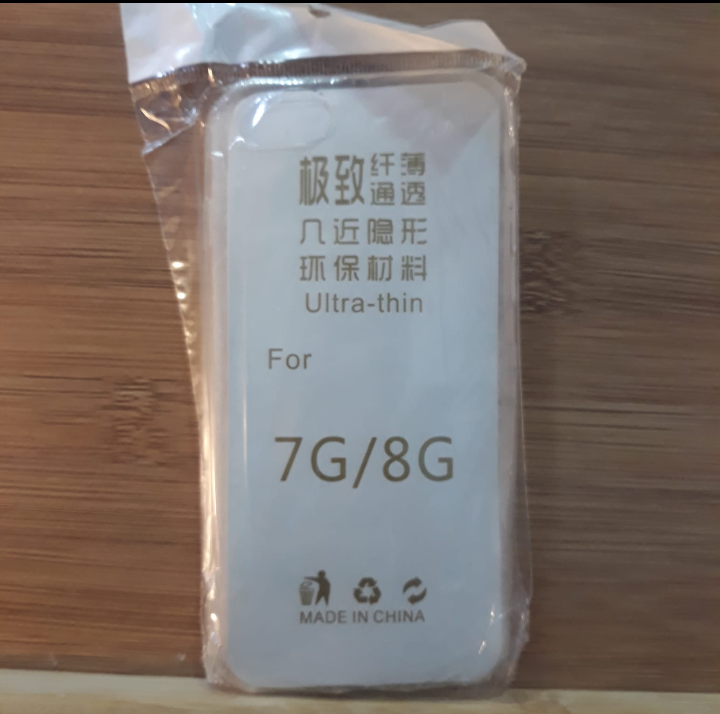 极致纤薄
通透
几近隐形
环保材料
Ultra-thin
For
7G/8G
MADE IN CHINA